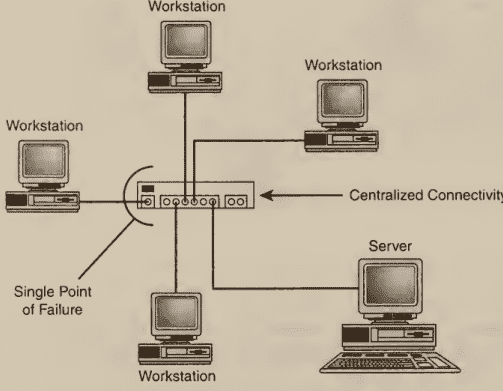 Workstation
Workstation
Workstation
Centralized Connectivity
Server
Single Point
of Failure
Workstation